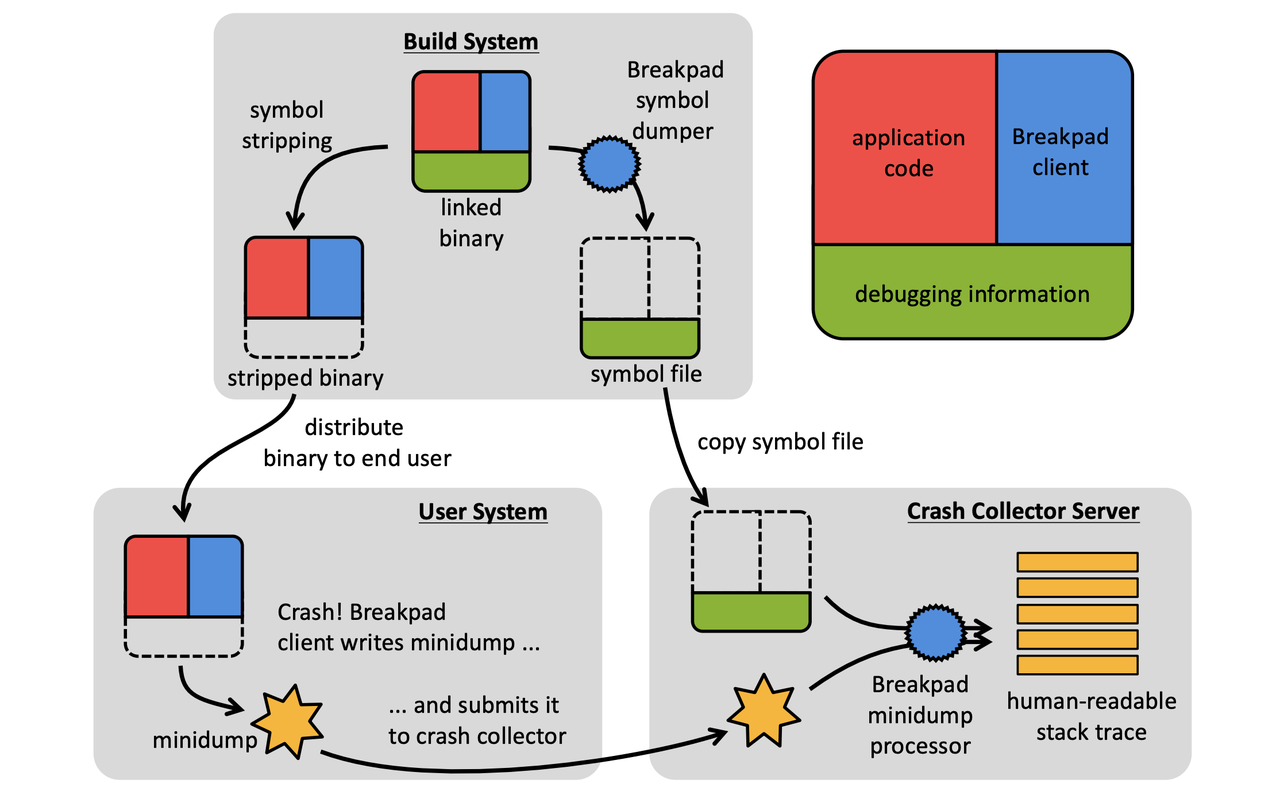 Build System
symbol
stripping
Breakpad
symbol
dumper
linked
binary
stripped binary
symbol file
application
code
Breakpad
client
debugging information
distribute
binary to end user
copy symbol file
User System
Crash! Breakpad
client writes minidump ...
... and submits it
to crash collector
minidump
Crash Collector Server
Breakpad
minidump
processor
human-readable
stack trace